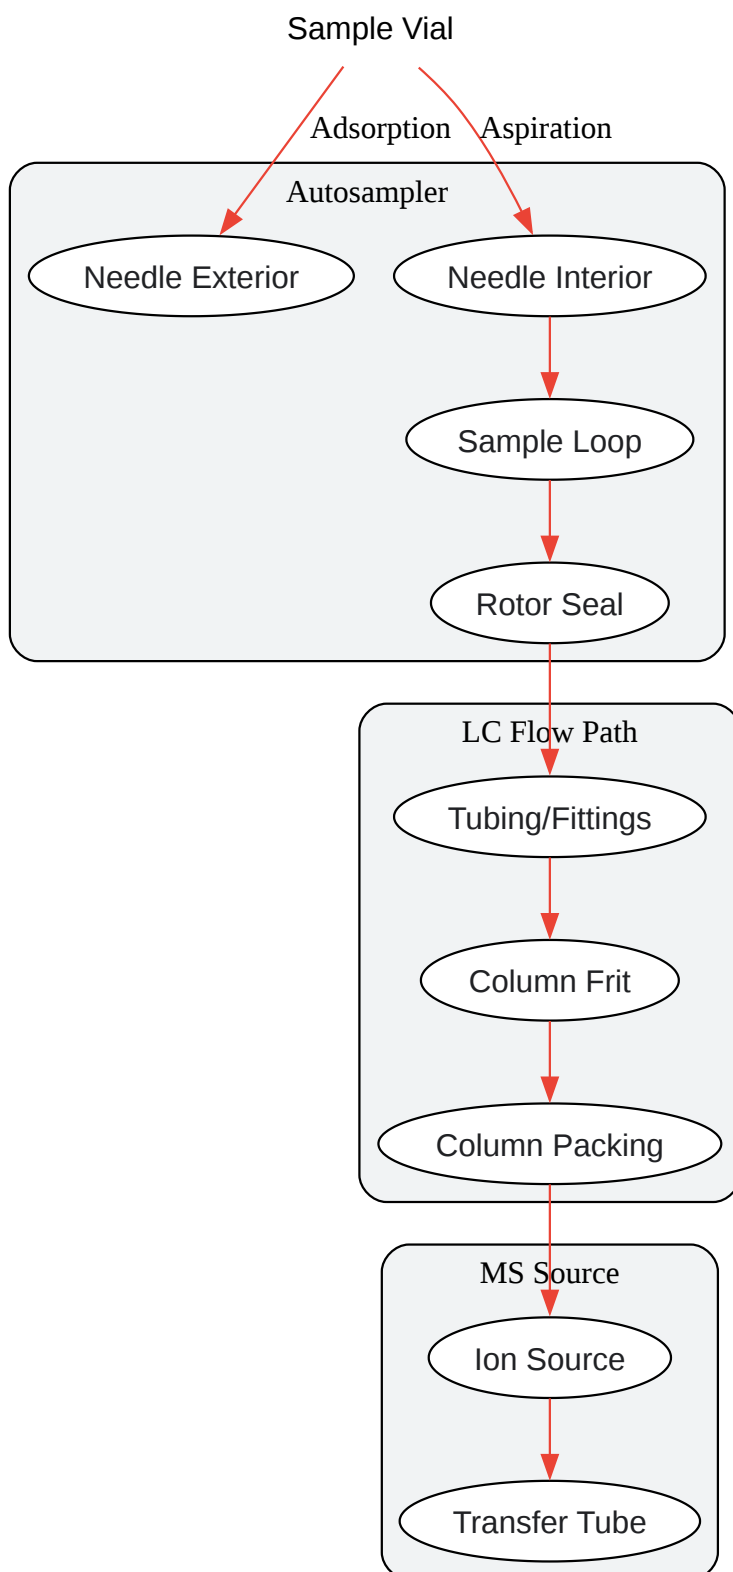 Sample Vial
Adsorption
Aspiration
Autosampler
Needle Exterior
Needle Interior
Sample Loop
Rotor Seal
LC Flow Path
Tubing/Fittings
Column Frit
Column Packing
MS Source
Ion Source
Transfer Tube